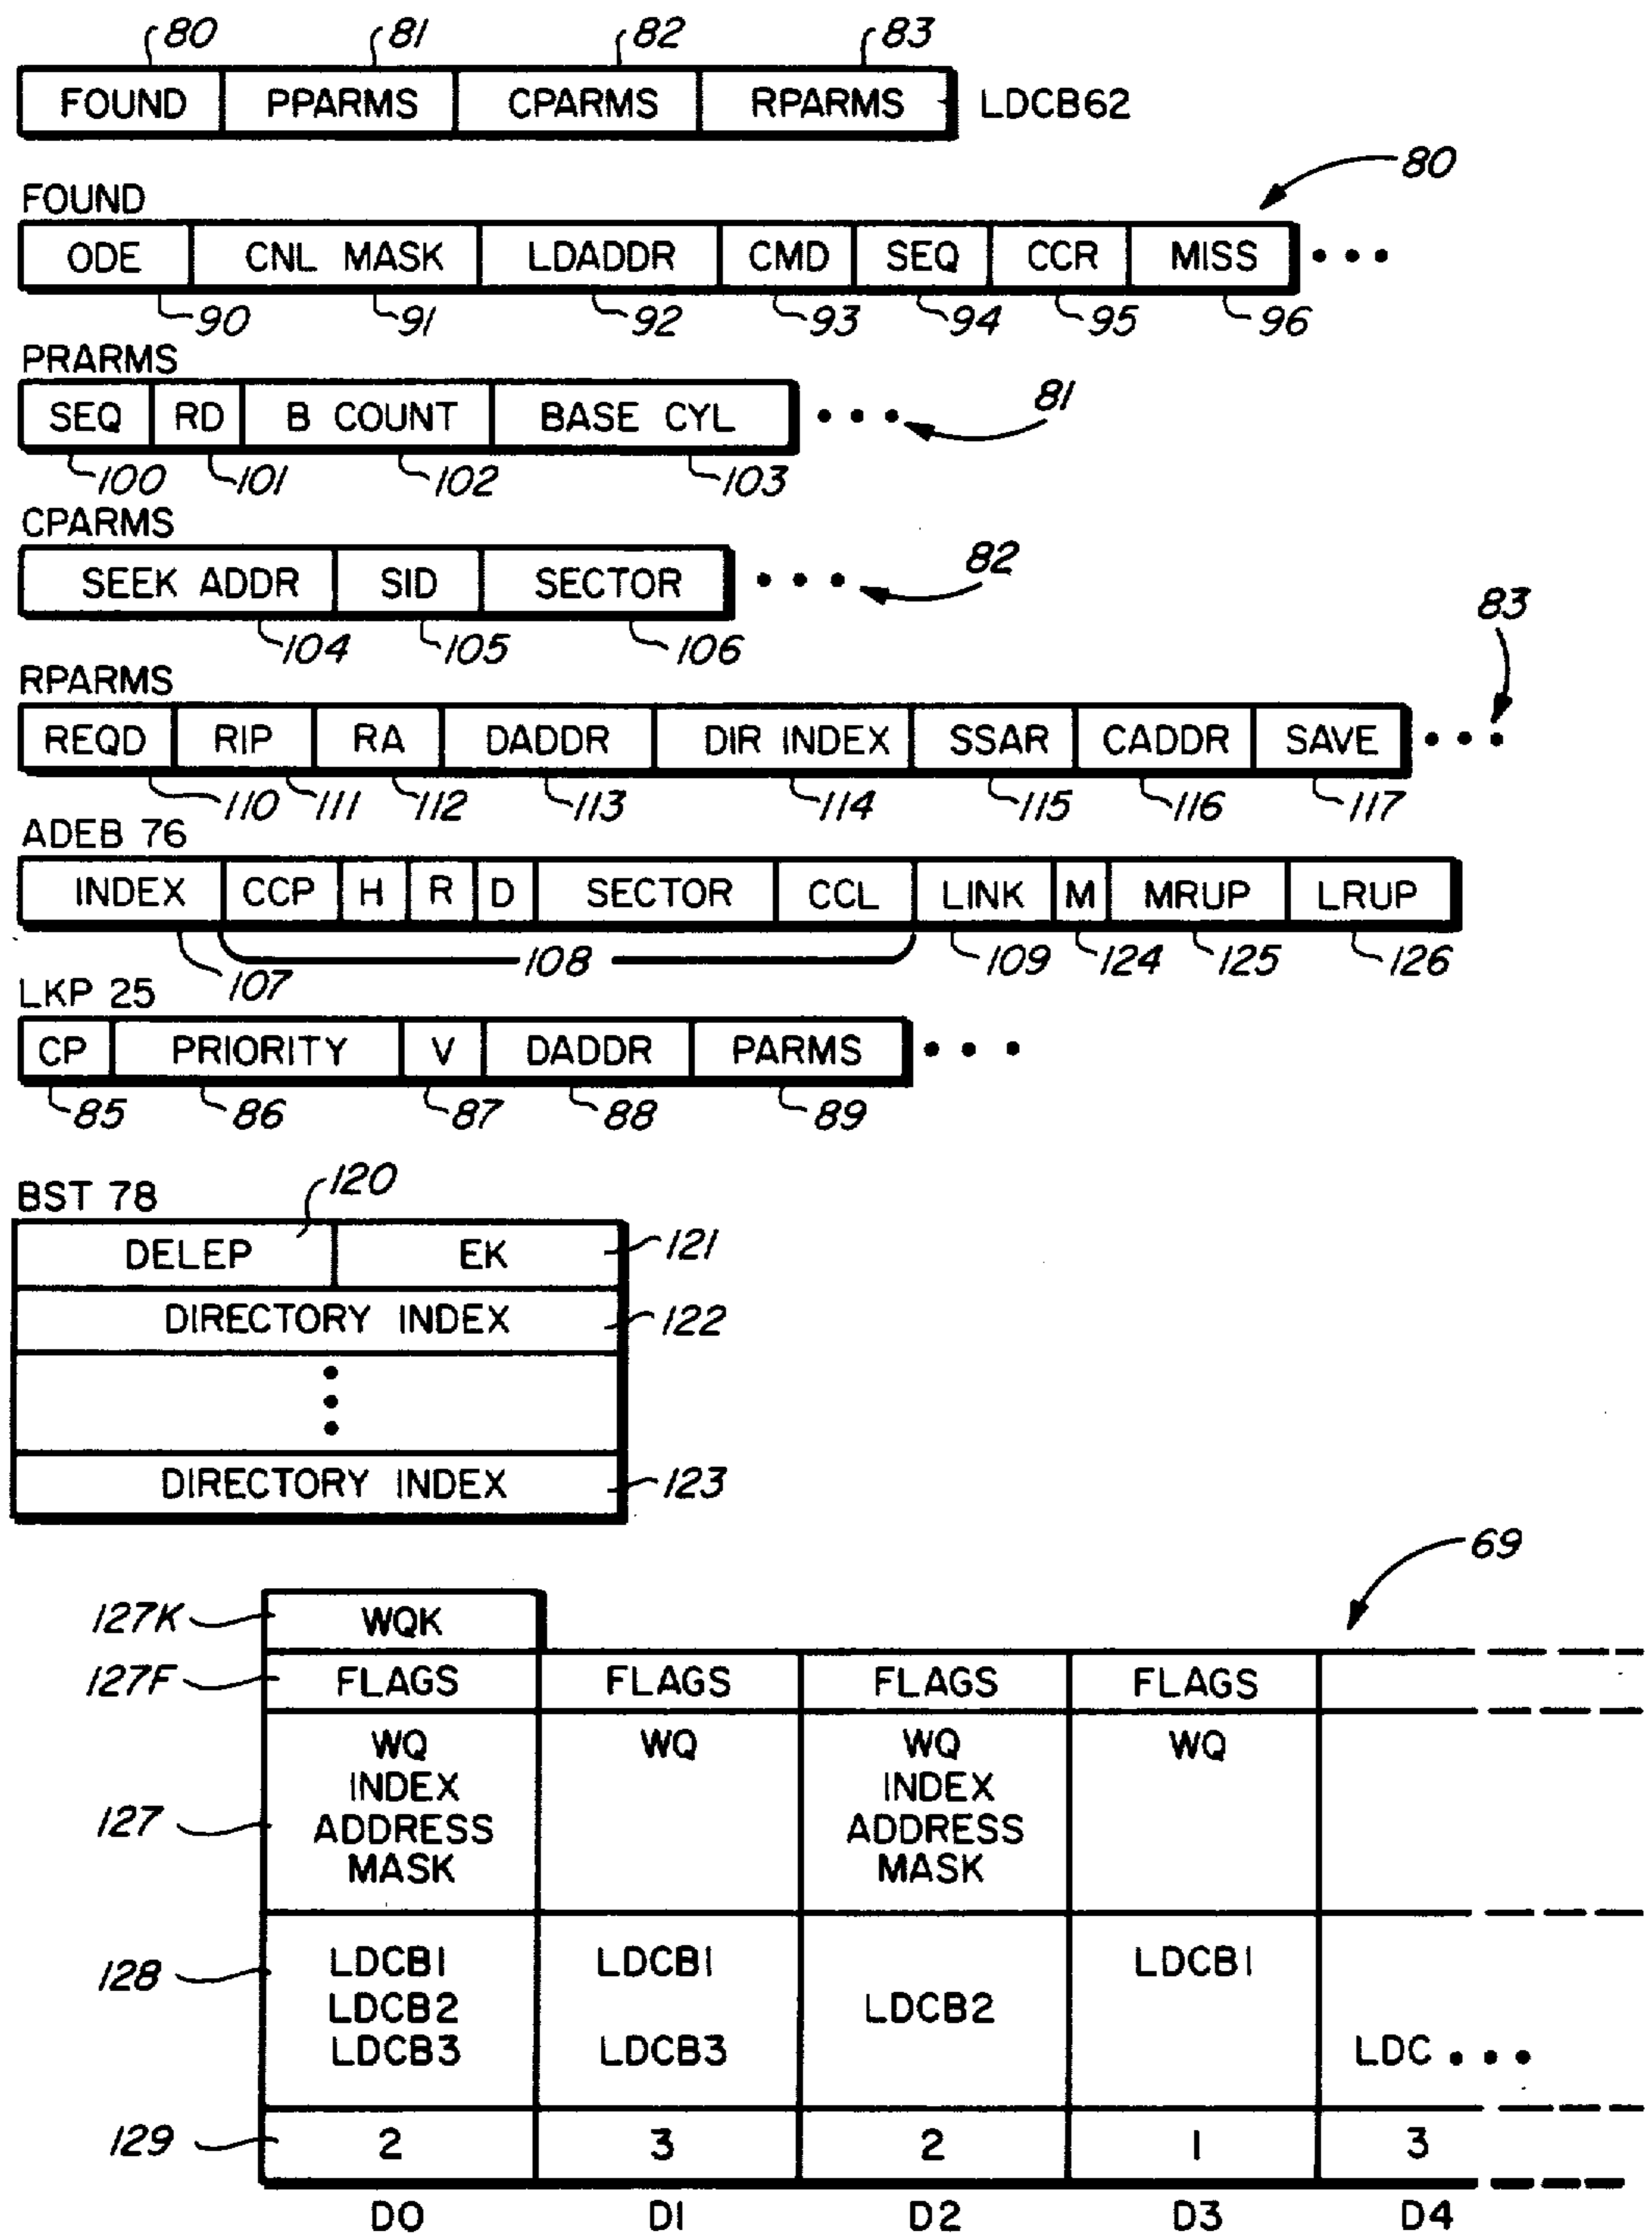 80 81 82 83
FOUND PPARMS CPARMS RPARMS LDCB62
80
FOUND
ODE CNL MASK LDADDR CMD SEQ CCR MISS •••
90 91 92 93 94 95 96
PRARMS
SEQ RD B COUNT BASE CYL ••• 81
100 101 102 103
CPARMS
SEEK ADDR SID SECTOR ••• 82
104 105 106
83
RPARMS
REQD RIP RA DADDR DIR INDEX SSAR CADDR SAVE •••
110 111 112 113 114 115 116 117
ADEB 76
INDEX CCP H R D SECTOR CCL LINK M MRUP LRUP
107 108 109 124 125 126
LKP 25
CP PRIORITY V DADDR PARMS •••
85 86 87 88 89
BST 78 120
DELEP EK 121
DIRECTORY INDEX 122
DIRECTORY INDEX 123
69
127K WQK
127F FLAGS FLAGS FLAGS FLAGS
WQ WQ WQ WQ
INDEX INDEX
127 ADDRESS ADDRESS
MASK MASK
128 LDCB1 LDCB1 LDCB1
LDCB2 LDCB2
LDCB3 LDCB3 LDC •••
129 2 3 2 1 3
D0 D1 D2 D3 D4